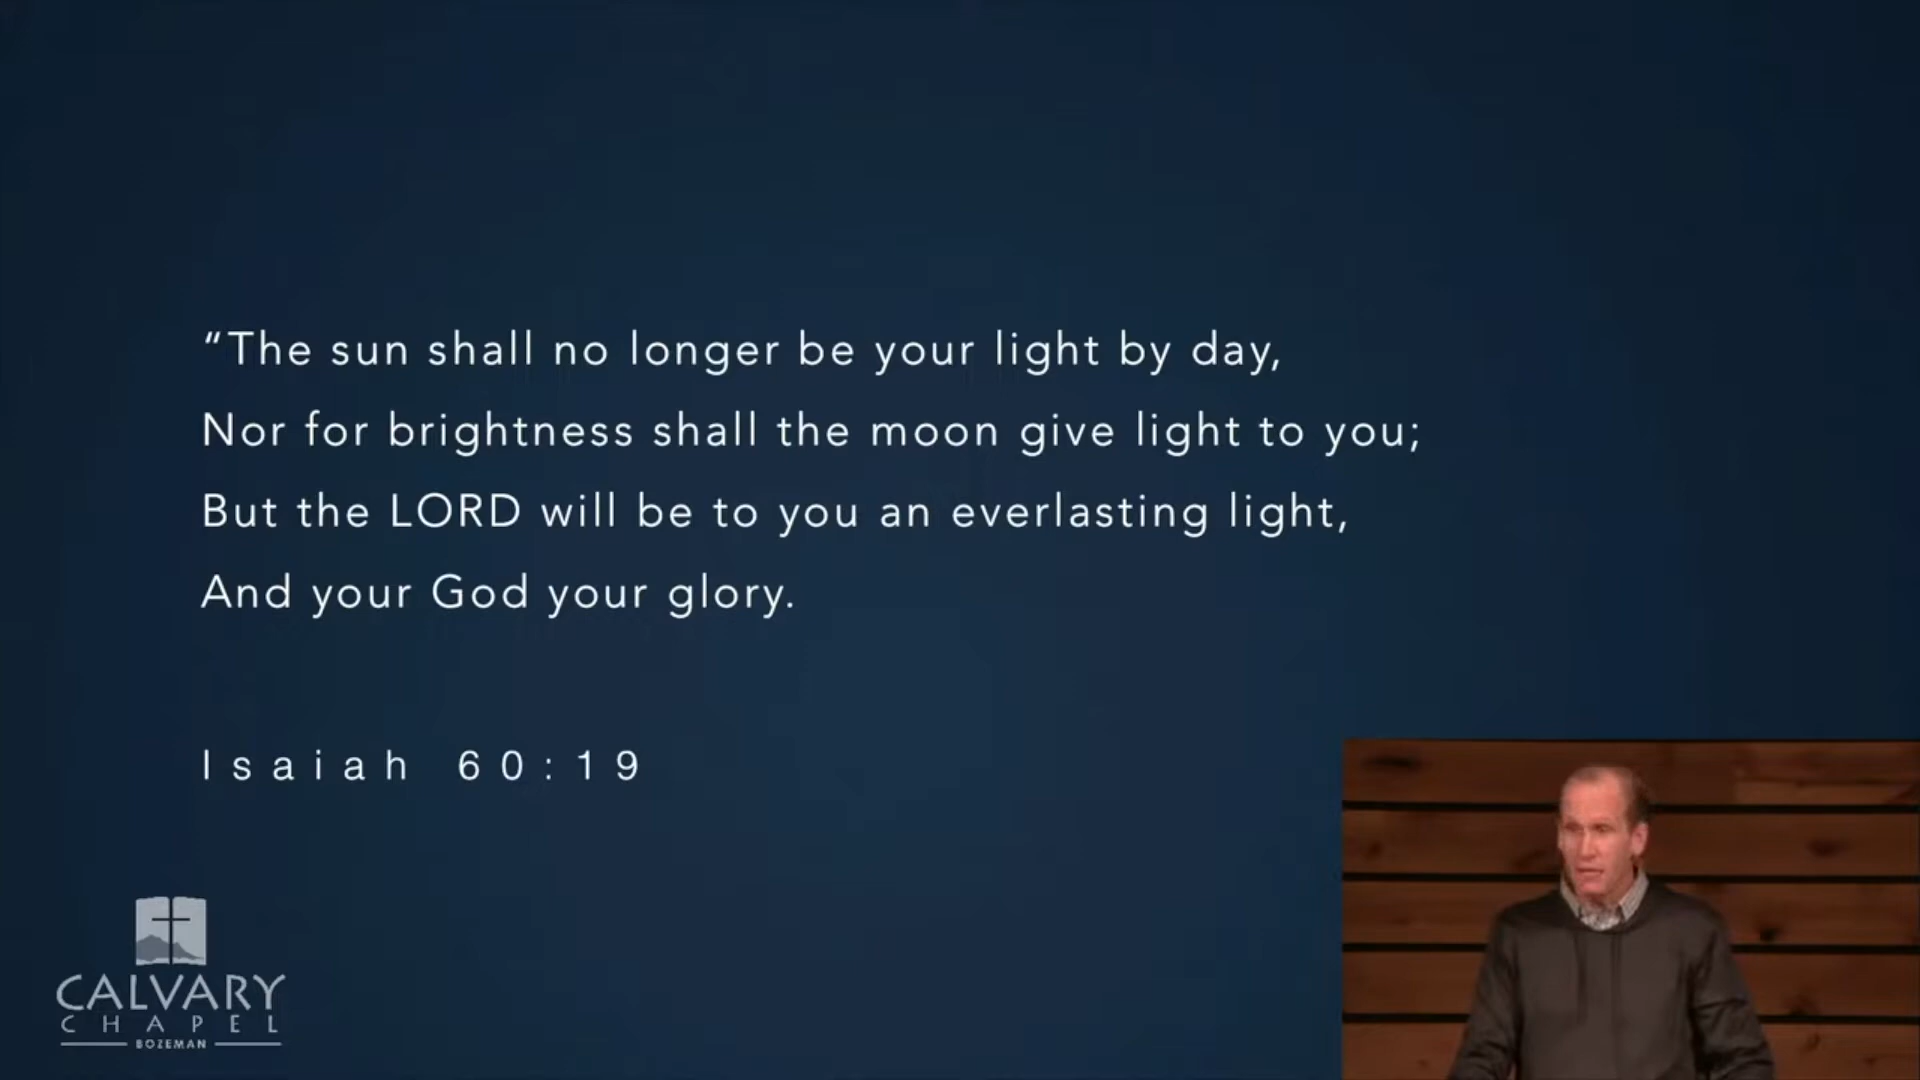 “The sun shall no longer be your light by day,
Nor for brightness shall the moon give light to you;
But the LORD will be to you an everlasting light,
And your God your glory.
Isaiah 60:19
CALVARY
CHAPEL
BOZEMAN